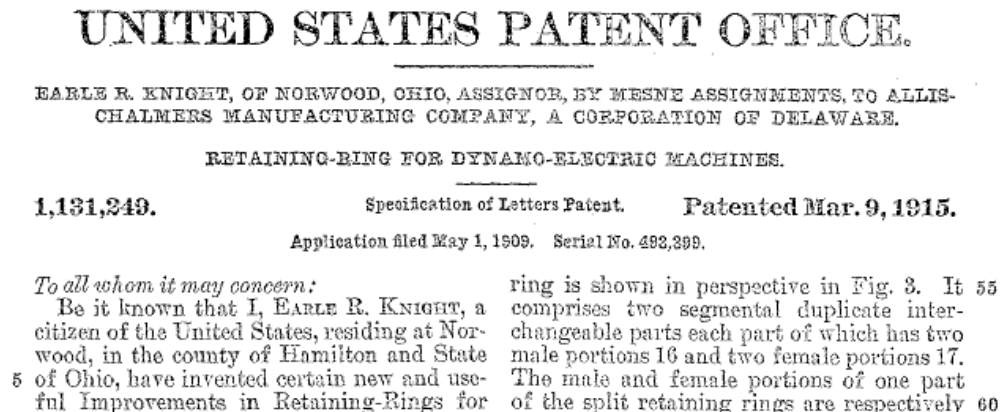 UNITED STATES PATENT OFFICE.
EARLE R. KNIGHT, OF NORWOOD, OHIO, ASSIGNOR, BY MESNE ASSIGNMENTS, TO ALLIS-
CHALMERS MANUFACTURING COMPANY, A CORPORATION OF DELAWARE.
RETAINING-RING FOR DYNAMO-ELECTRIC MACHINES.
1,131,249. Specification of Letters Patent. Patented Mar. 9, 1915.
Application filed May 1, 1909. Serial No. 493,299.
To all whom it may concern:
Be it known that I, EARLE R. KNIGHT, a
citizen of the United States, residing at Nor-
wood, in the county of Hamilton and State
5 of Ohio, have invented certain new and use-
ful Improvements in Retaining-Rings for
ring is shown in perspective in Fig. 3. It 55
comprises two segmental duplicate inter-
changeable parts each part of which has two
male portions 16 and two female portions 17.
The male and female portions of one part
of the split retaining rings are respectively 60